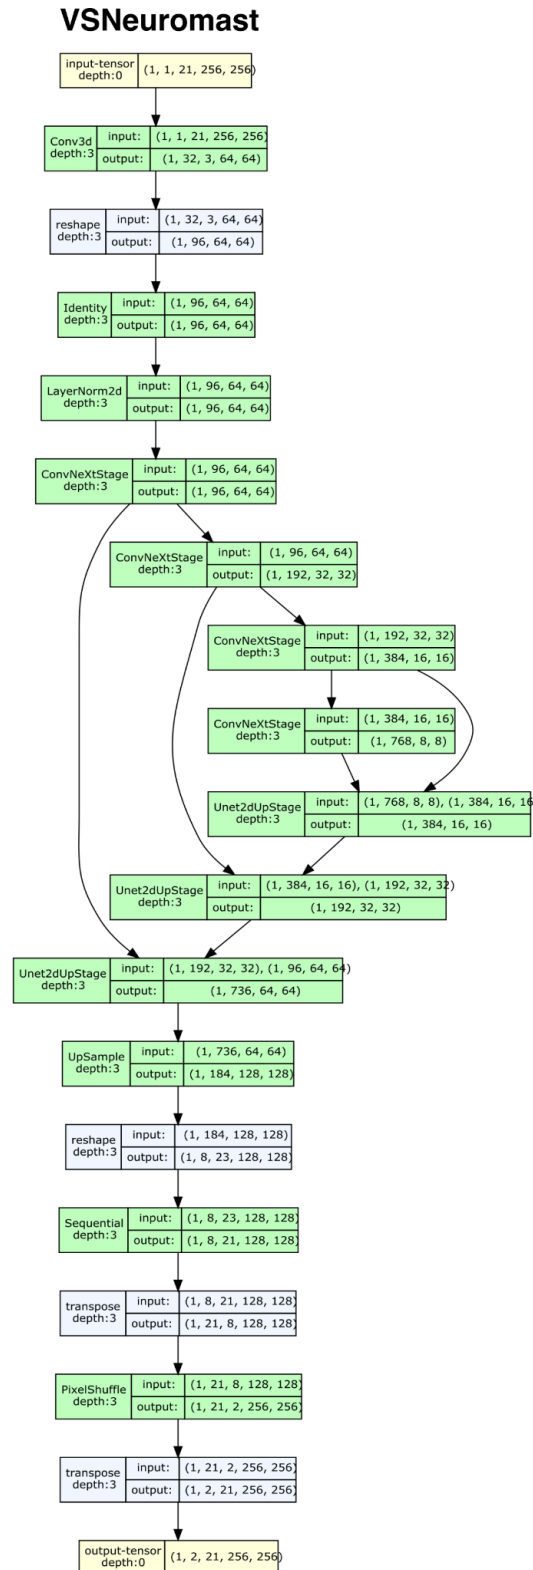 VSNeuromast
input-tensor
depth:0
(1, 1, 21, 256, 256)
Conv3d
depth:3
input:
(1, 1, 21, 256, 256)
output:
(1, 32, 3, 64, 64)
reshape
depth:3
input:
(1, 32, 3, 64, 64)
output:
(1, 96, 64, 64)
Identity
depth:3
input:
(1, 96, 64, 64)
output:
(1, 96, 64, 64)
LayerNorm2d
depth:3
input:
(1, 96, 64, 64)
output:
(1, 96, 64, 64)
ConvNeXtStage
depth:3
input:
(1, 96, 64, 64)
output:
(1, 96, 64, 64)
ConvNeXtStage
depth:3
input:
(1, 96, 64, 64)
output:
(1, 192, 32, 32)
ConvNeXtStage
depth:3
input:
(1, 192, 32, 32)
output:
(1, 384, 16, 16)
ConvNeXtStage
depth:3
input:
(1, 384, 16, 16)
output:
(1, 768, 8, 8)
Unet2dUpStage
depth:3
input:
(1, 768, 8, 8), (1, 384, 16, 16
output:
(1, 384, 16, 16)
Unet2dUpStage
depth:3
input:
(1, 384, 16, 16), (1, 192, 32, 32)
output:
(1, 192, 32, 32)
Unet2dUpStage
depth:3
input:
(1, 192, 32, 32), (1, 96, 64, 64)
output:
(1, 736, 64, 64)
UpSample
depth:3
input:
(1, 736, 64, 64)
output:
(1, 184, 128, 128)
reshape
depth:3
input:
(1, 184, 128, 128)
output:
(1, 8, 23, 128, 128)
Sequential
depth:3
input:
(1, 8, 23, 128, 128)
output:
(1, 8, 21, 128, 128)
transpose
depth:3
input:
(1, 8, 21, 128, 128)
output:
(1, 21, 8, 128, 128)
PixelShuffle
depth:3
input:
(1, 21, 8, 128, 128)
output:
(1, 21, 2, 256, 256)
transpose
depth:3
input:
(1, 21, 2, 256, 256)
output:
(1, 2, 21, 256, 256)
output-tensor
depth:0
(1, 2, 21, 256, 256)